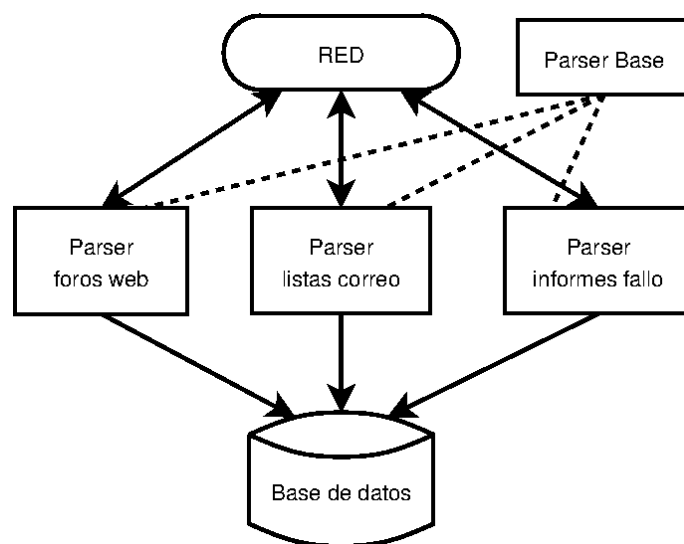 RED
Parser Base
Parser
foros web
Parser
listas correo
Parser
informes fallo
Base de datos